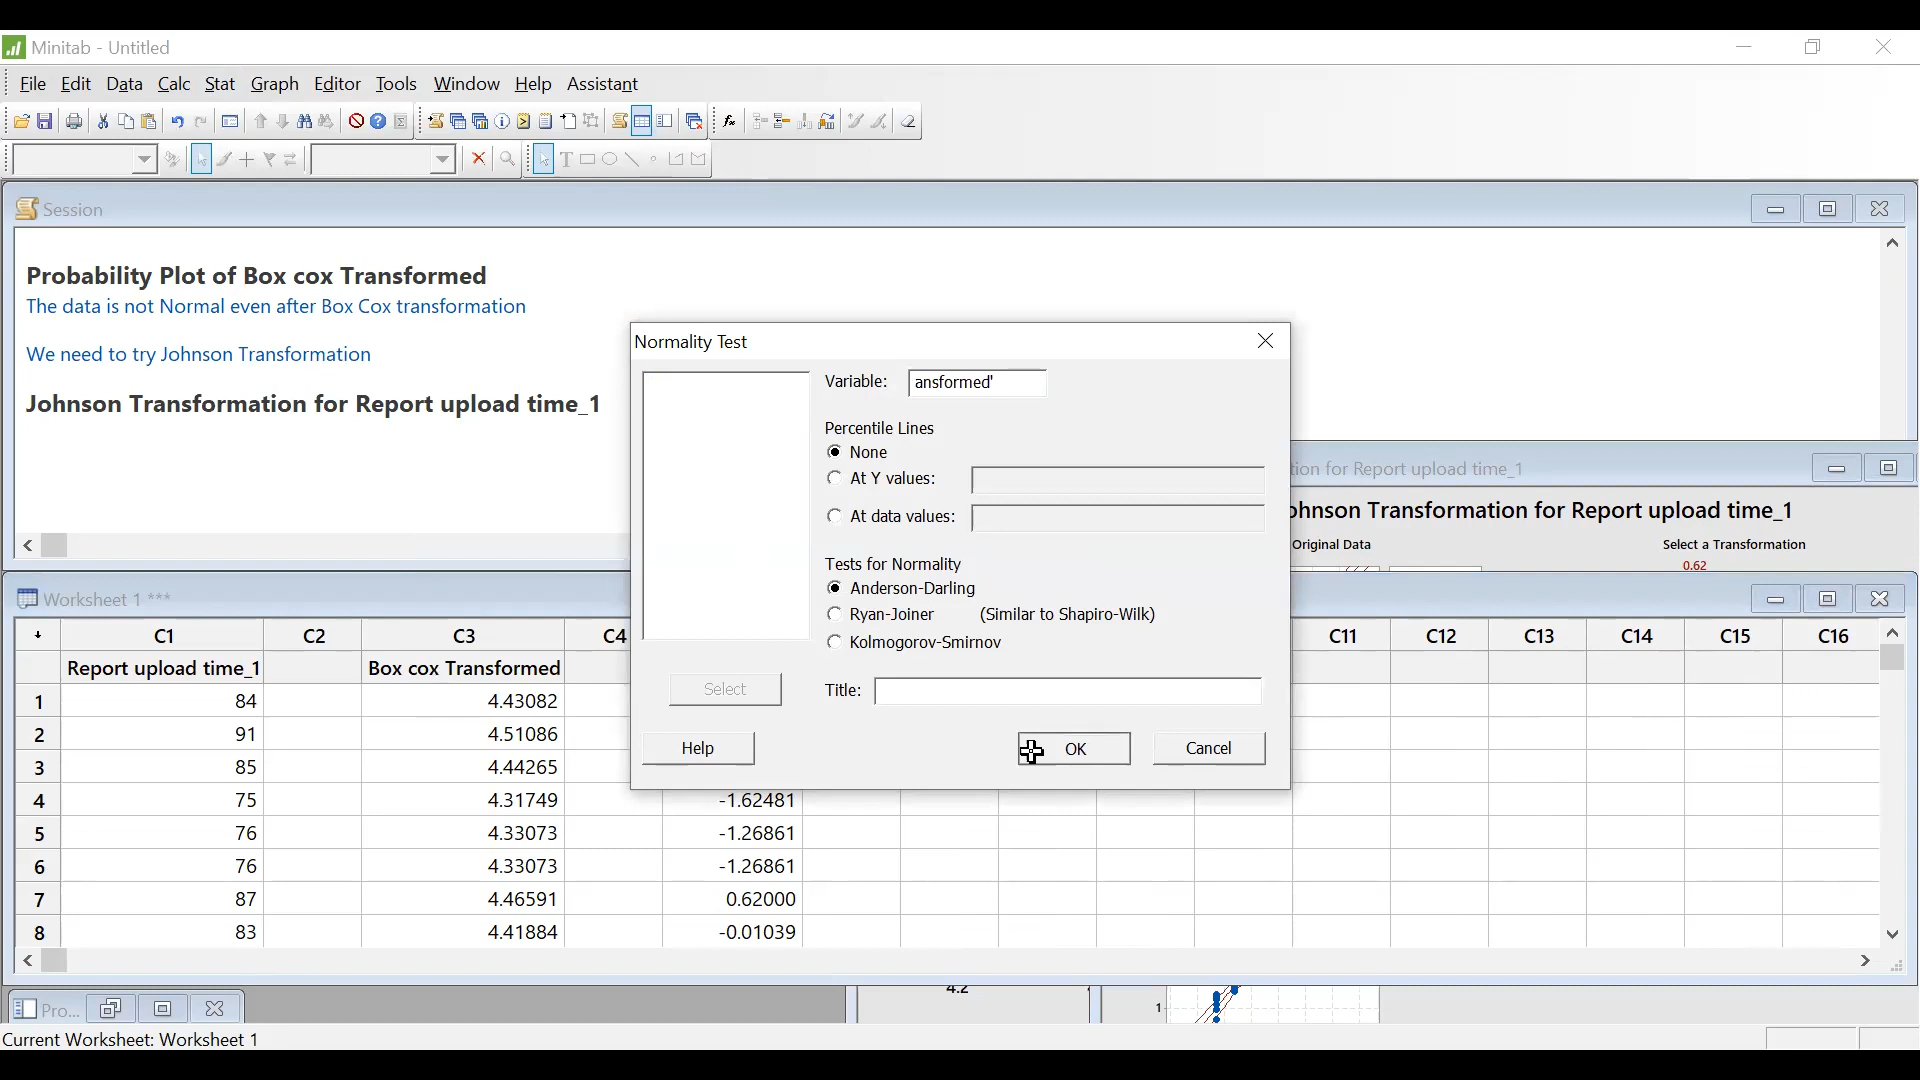 Minitab - Untitled
File Edit Data Calc Stat Graph Editor Tools Window Help Assistant
Session
Probability Plot of Box cox Transformed
The data is not Normal even after Box Cox transformation
We need to try Johnson Transformation
Johnson Transformation for Report upload time_1
Normality Test
Variable: ansformed'
Percentile Lines
None
At Y values:
At data values:
Tests for Normality
Anderson-Darling
Ryan-Joiner (Similar to Shapiro-Wilk)
Kolmogorov-Smirnov
Select
Title:
Help OK Cancel
tion for Report upload time_1
ohnson Transformation for Report upload time_1
Original Data Select a Transformation
0.62
Worksheet 1 ***
C1 C2 C3 C4 C11 C12 C13 C14 C15 C16
Report upload time_1 Box cox Transformed
1 84 4.43082
2 91 4.51086
3 85 4.44265
4 75 4.31749 -1.62481
5 76 4.33073 -1.26861
6 76 4.33073 -1.26861
7 87 4.46591 0.62000
8 83 4.41884 -0.01039
Pro...
4.2
1
Current Worksheet: Worksheet 1